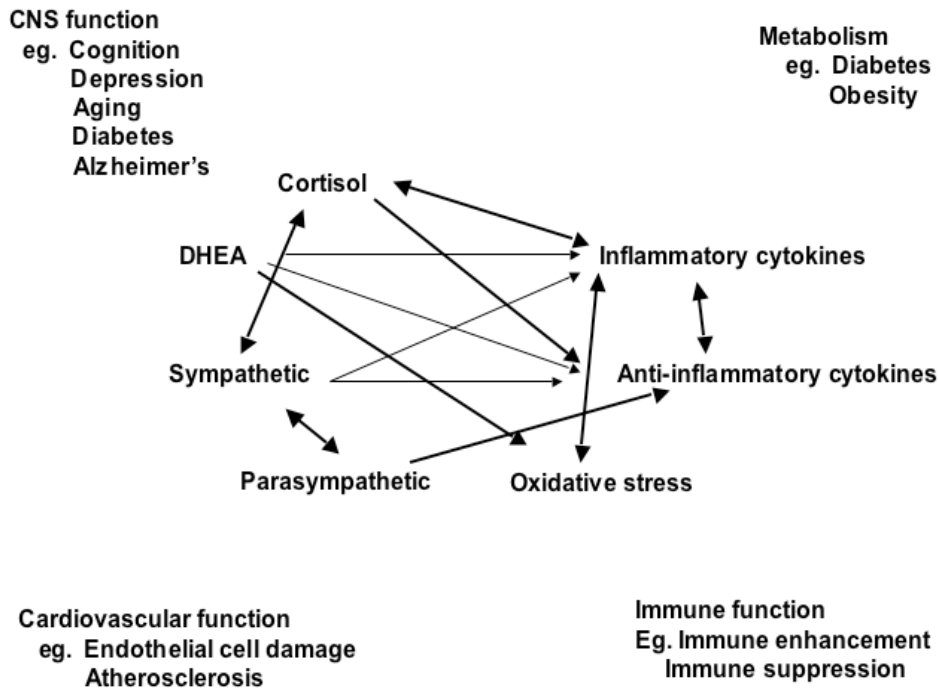 CNS function
eg. Cognition
Depression
Aging
Diabetes
Alzheimer's
Metabolism
eg. Diabetes
Obesity
Cortisol
DHEA
Inflammatory cytokines
Sympathetic
Anti-inflammatory cytokines
Parasympathetic
Oxidative stress
Cardiovascular function
eg. Endothelial cell damage
Atherosclerosis
Immune function
Eg. Immune enhancement
Immune suppression